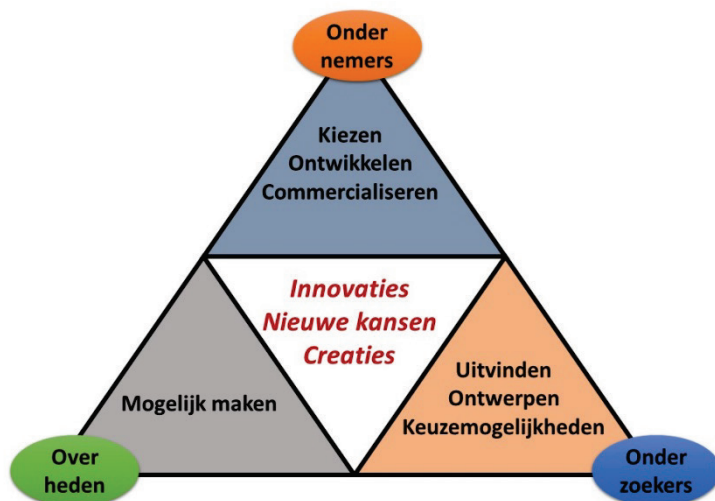 Onder
nemers
Kiezen
Ontwikkelen
Commercialiseren
Innovaties
Nieuwe kansen
Creaties
Mogelijk maken
Uitvinden
Ontwerpen
Keuzemogelijkheden
Over
heden
Onder
zoekers